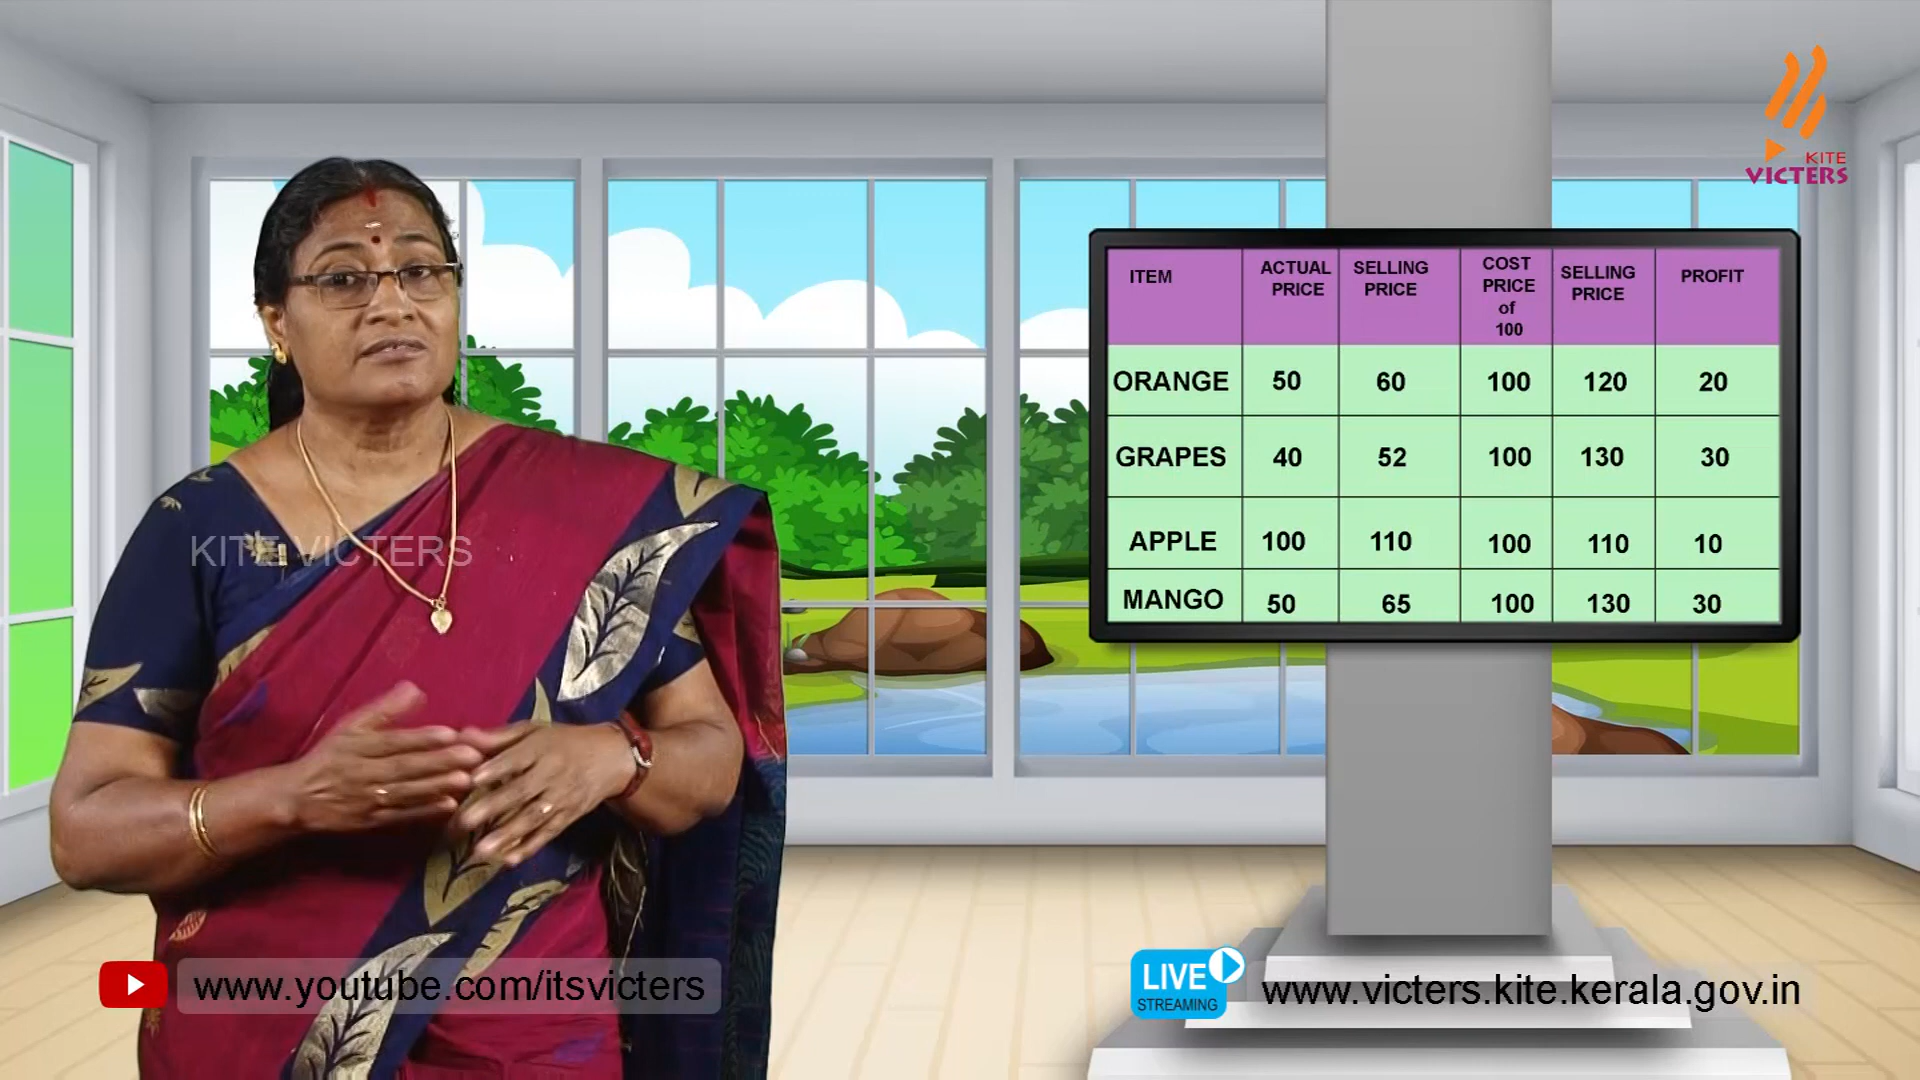 KITE
VICTERS
ITEM ACTUAL PRICE SELLING PRICE COST PRICE of 100 SELLING PRICE PROFIT
ORANGE 50 60 100 120 20
GRAPES 40 52 100 130 30
APPLE 100 110 100 110 10
MANGO 50 65 100 130 30
KITE VICTERS
www.youtube.com/itsvicters
LIVE
STREAMING
www.victers.kite.kerala.gov.in